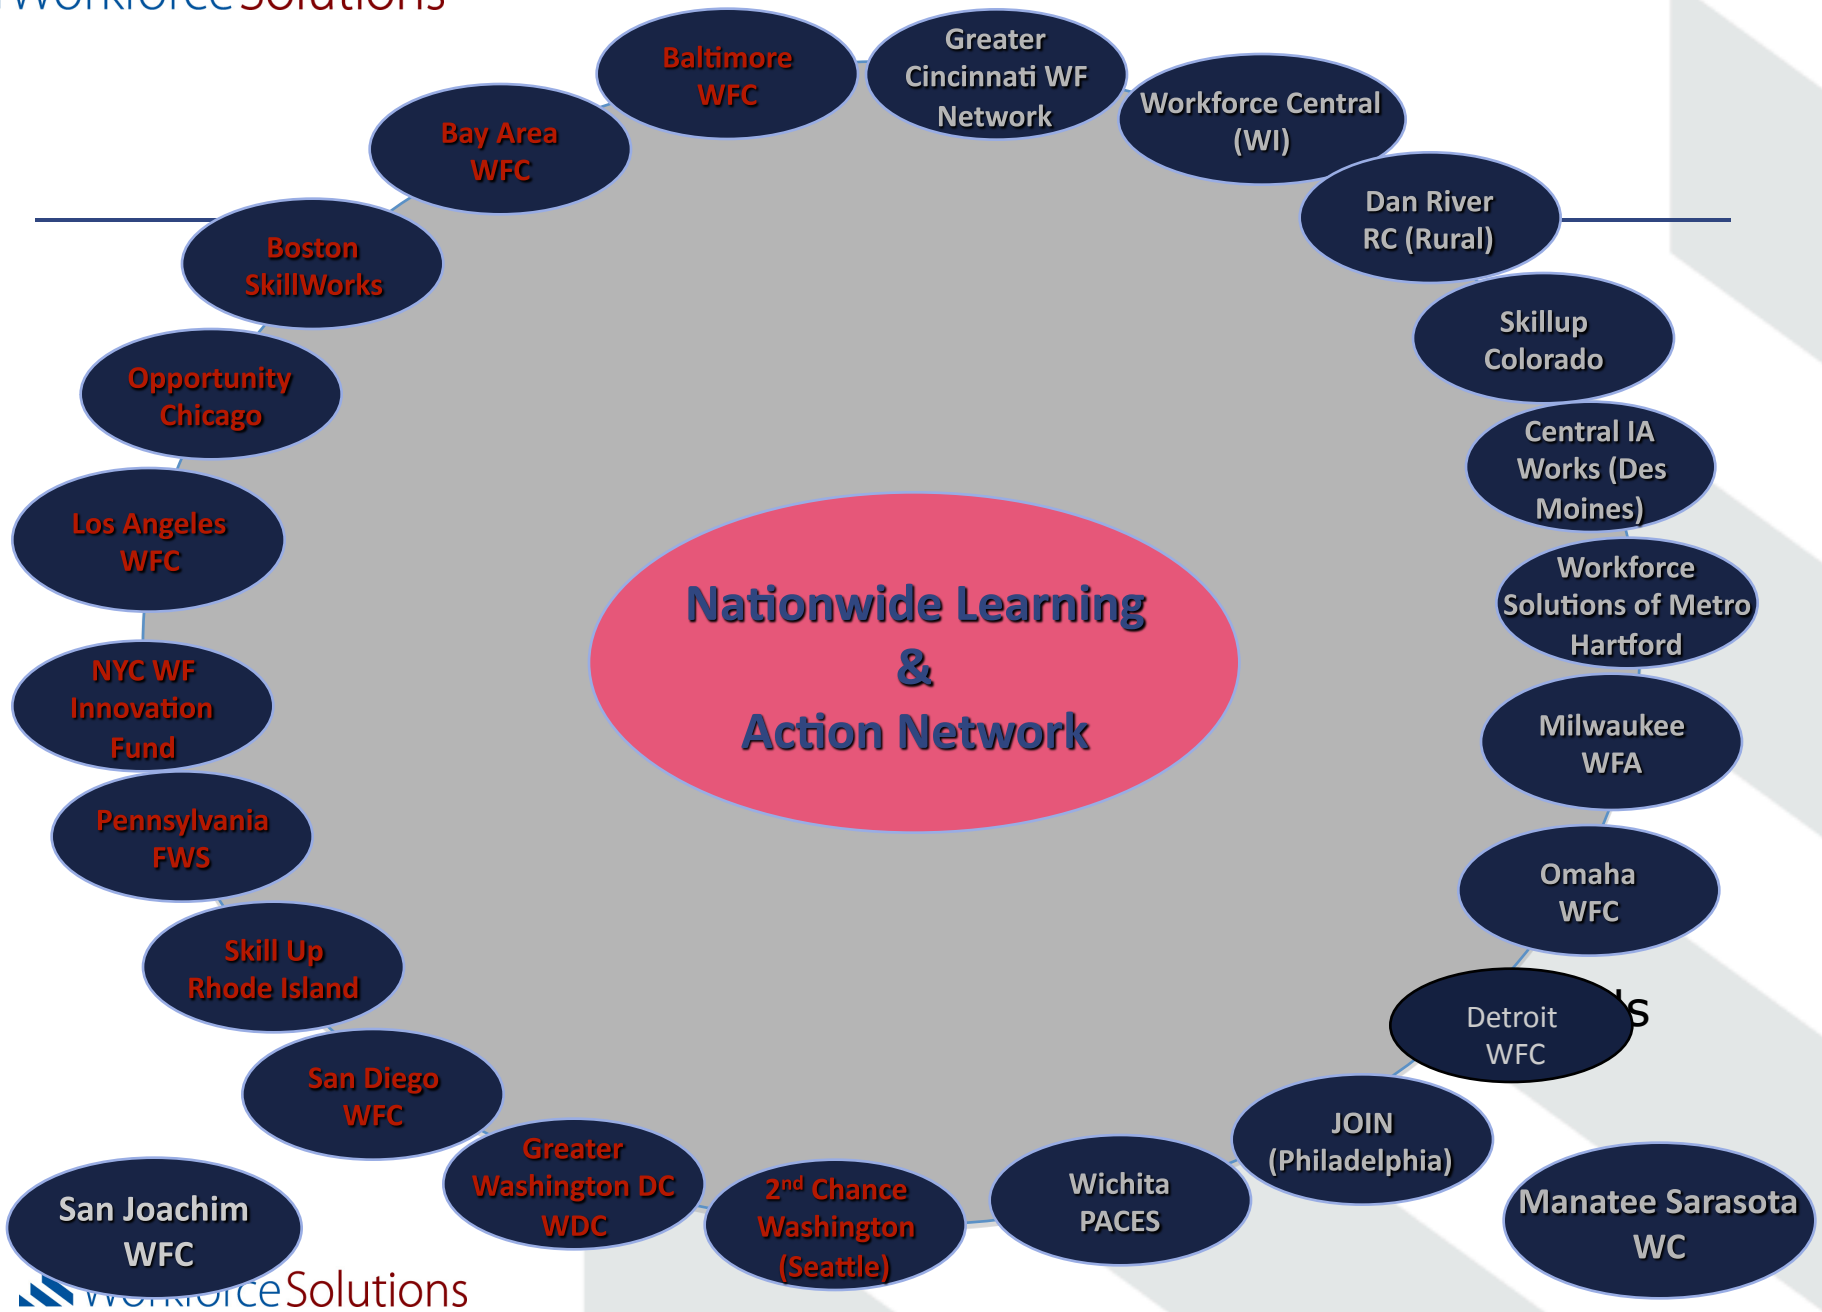 Workforce Solutions
Baltimore
WFC
Greater
Cincinnati WF
Network
Workforce Central
(WI)
Bay Area
WFC
Dan River
RC (Rural)
Boston
SkillWorks
Skillup
Colorado
Opportunity
Chicago
Central IA
Works (Des
Moines)
Los Angeles
WFC
Workforce
Solutions of Metro
Hartford
Nationwide Learning
&
Action Network
NYC WF
Innovation
Fund
Milwaukee
WFA
Pennsylvania
FWS
Omaha
WFC
Skill Up
Rhode Island
Detroit
WFC
San Diego
WFC
JOIN
(Philadelphia)
Greater
Washington DC
WDC
2nd Chance
Washington
(Seattle)
Wichita
PACES
San Joachim
WFC
Manatee Sarasota
WC
Workforce Solutions